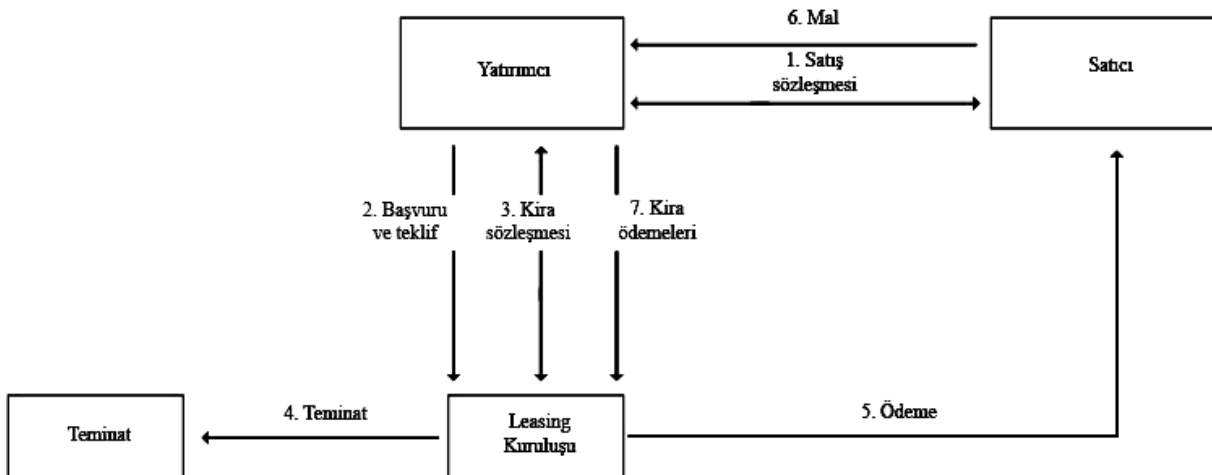 6. Mal
Yatırımcı
1. Satış
sözleşmesi
Satıcı
2. Başvuru
ve teklif
3. Kira
sözleşmesi
7. Kira
ödemeleri
Teminat
4. Teminat
Leasing
Kuruluşu
5. Ödeme